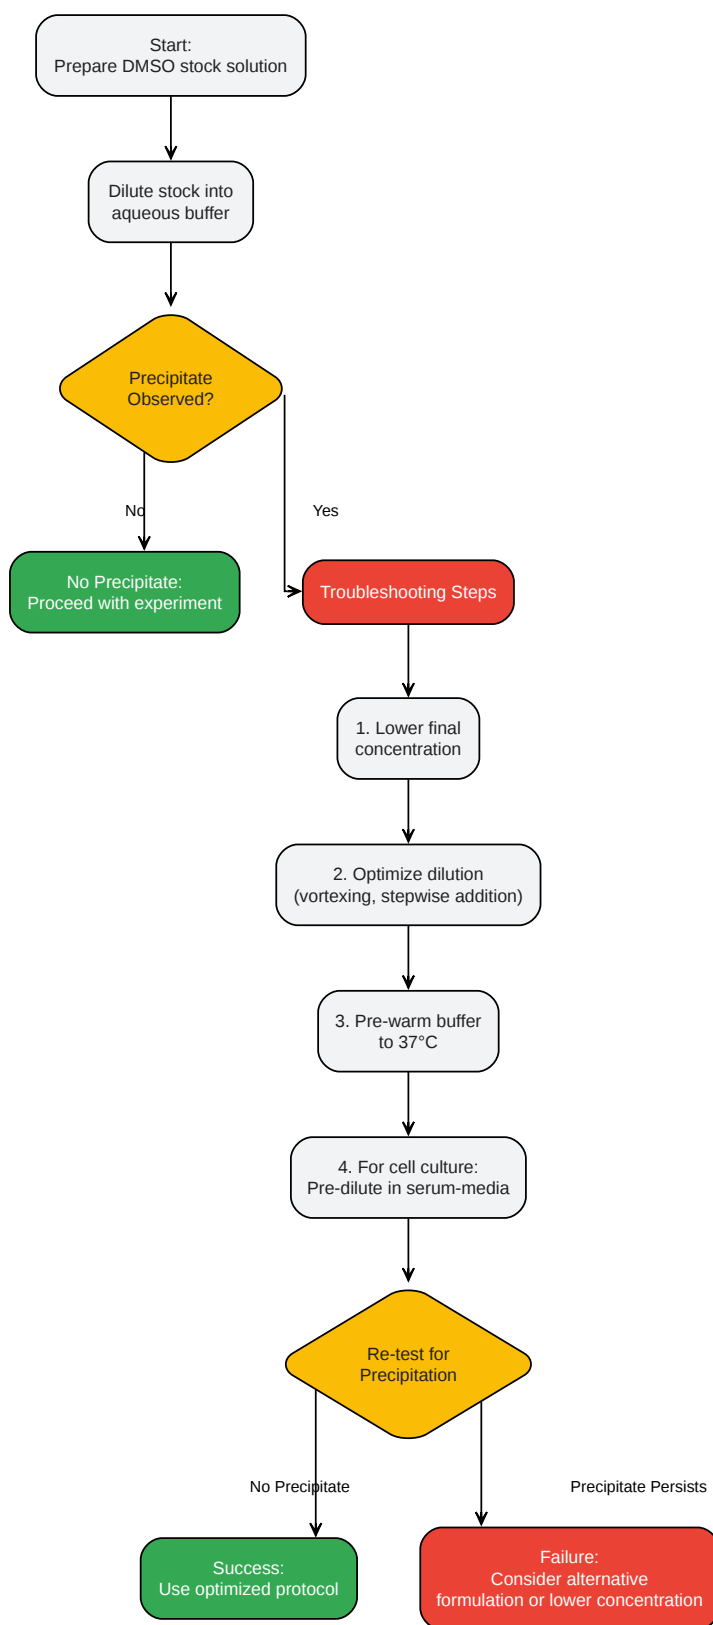 Start:
Prepare DMSO stock solution
Dilute stock into
aqueous buffer
Precipitate
Observed?
No
Yes
No Precipitate:
Proceed with experiment
Troubleshooting Steps
1. Lower final
concentration
2. Optimize dilution
(vortexing, stepwise addition)
3. Pre-warm buffer
to 37°C
4. For cell culture:
Pre-dilute in serum-media
Re-test for
Precipitation
No Precipitate
Precipitate Persists
Success:
Use optimized protocol
Failure:
Consider alternative
formulation or lower concentration